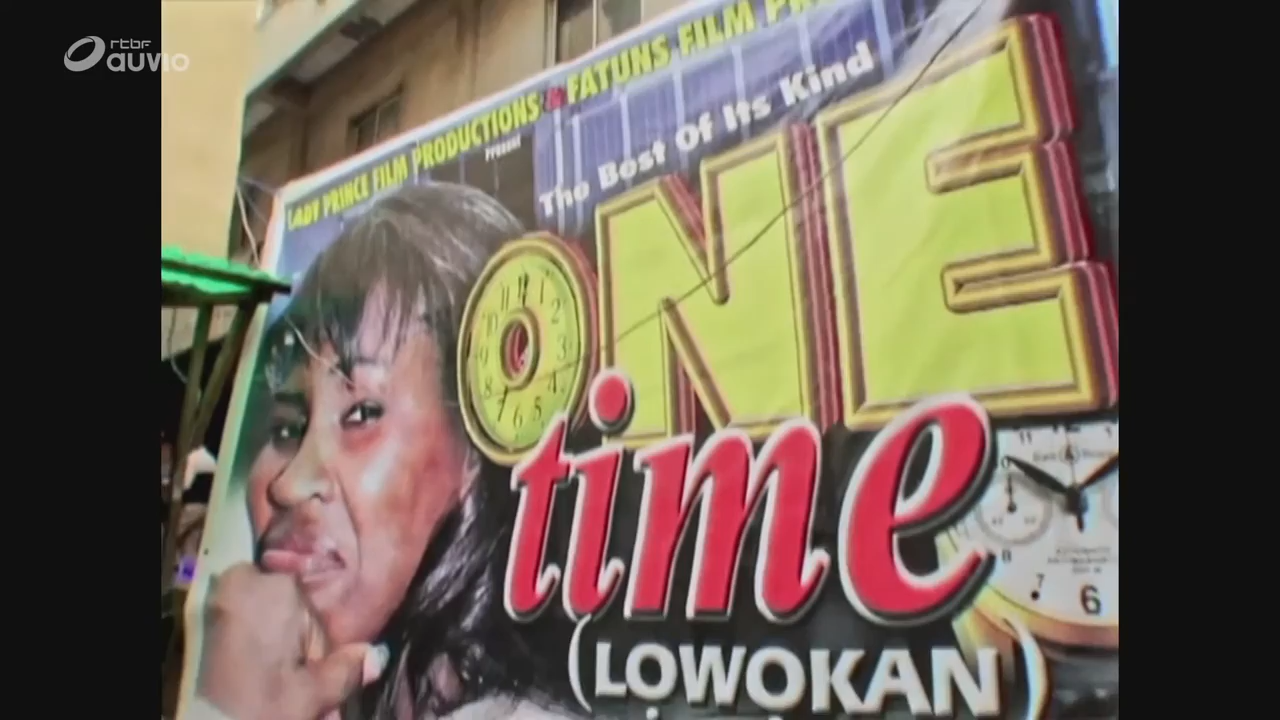 rtbf
auvio
LADY PRINCE FILM PRODUCTIONS & FATUNS FILM
Present
The Best Of Its Kind
ONE
time
(LOWOKAN)